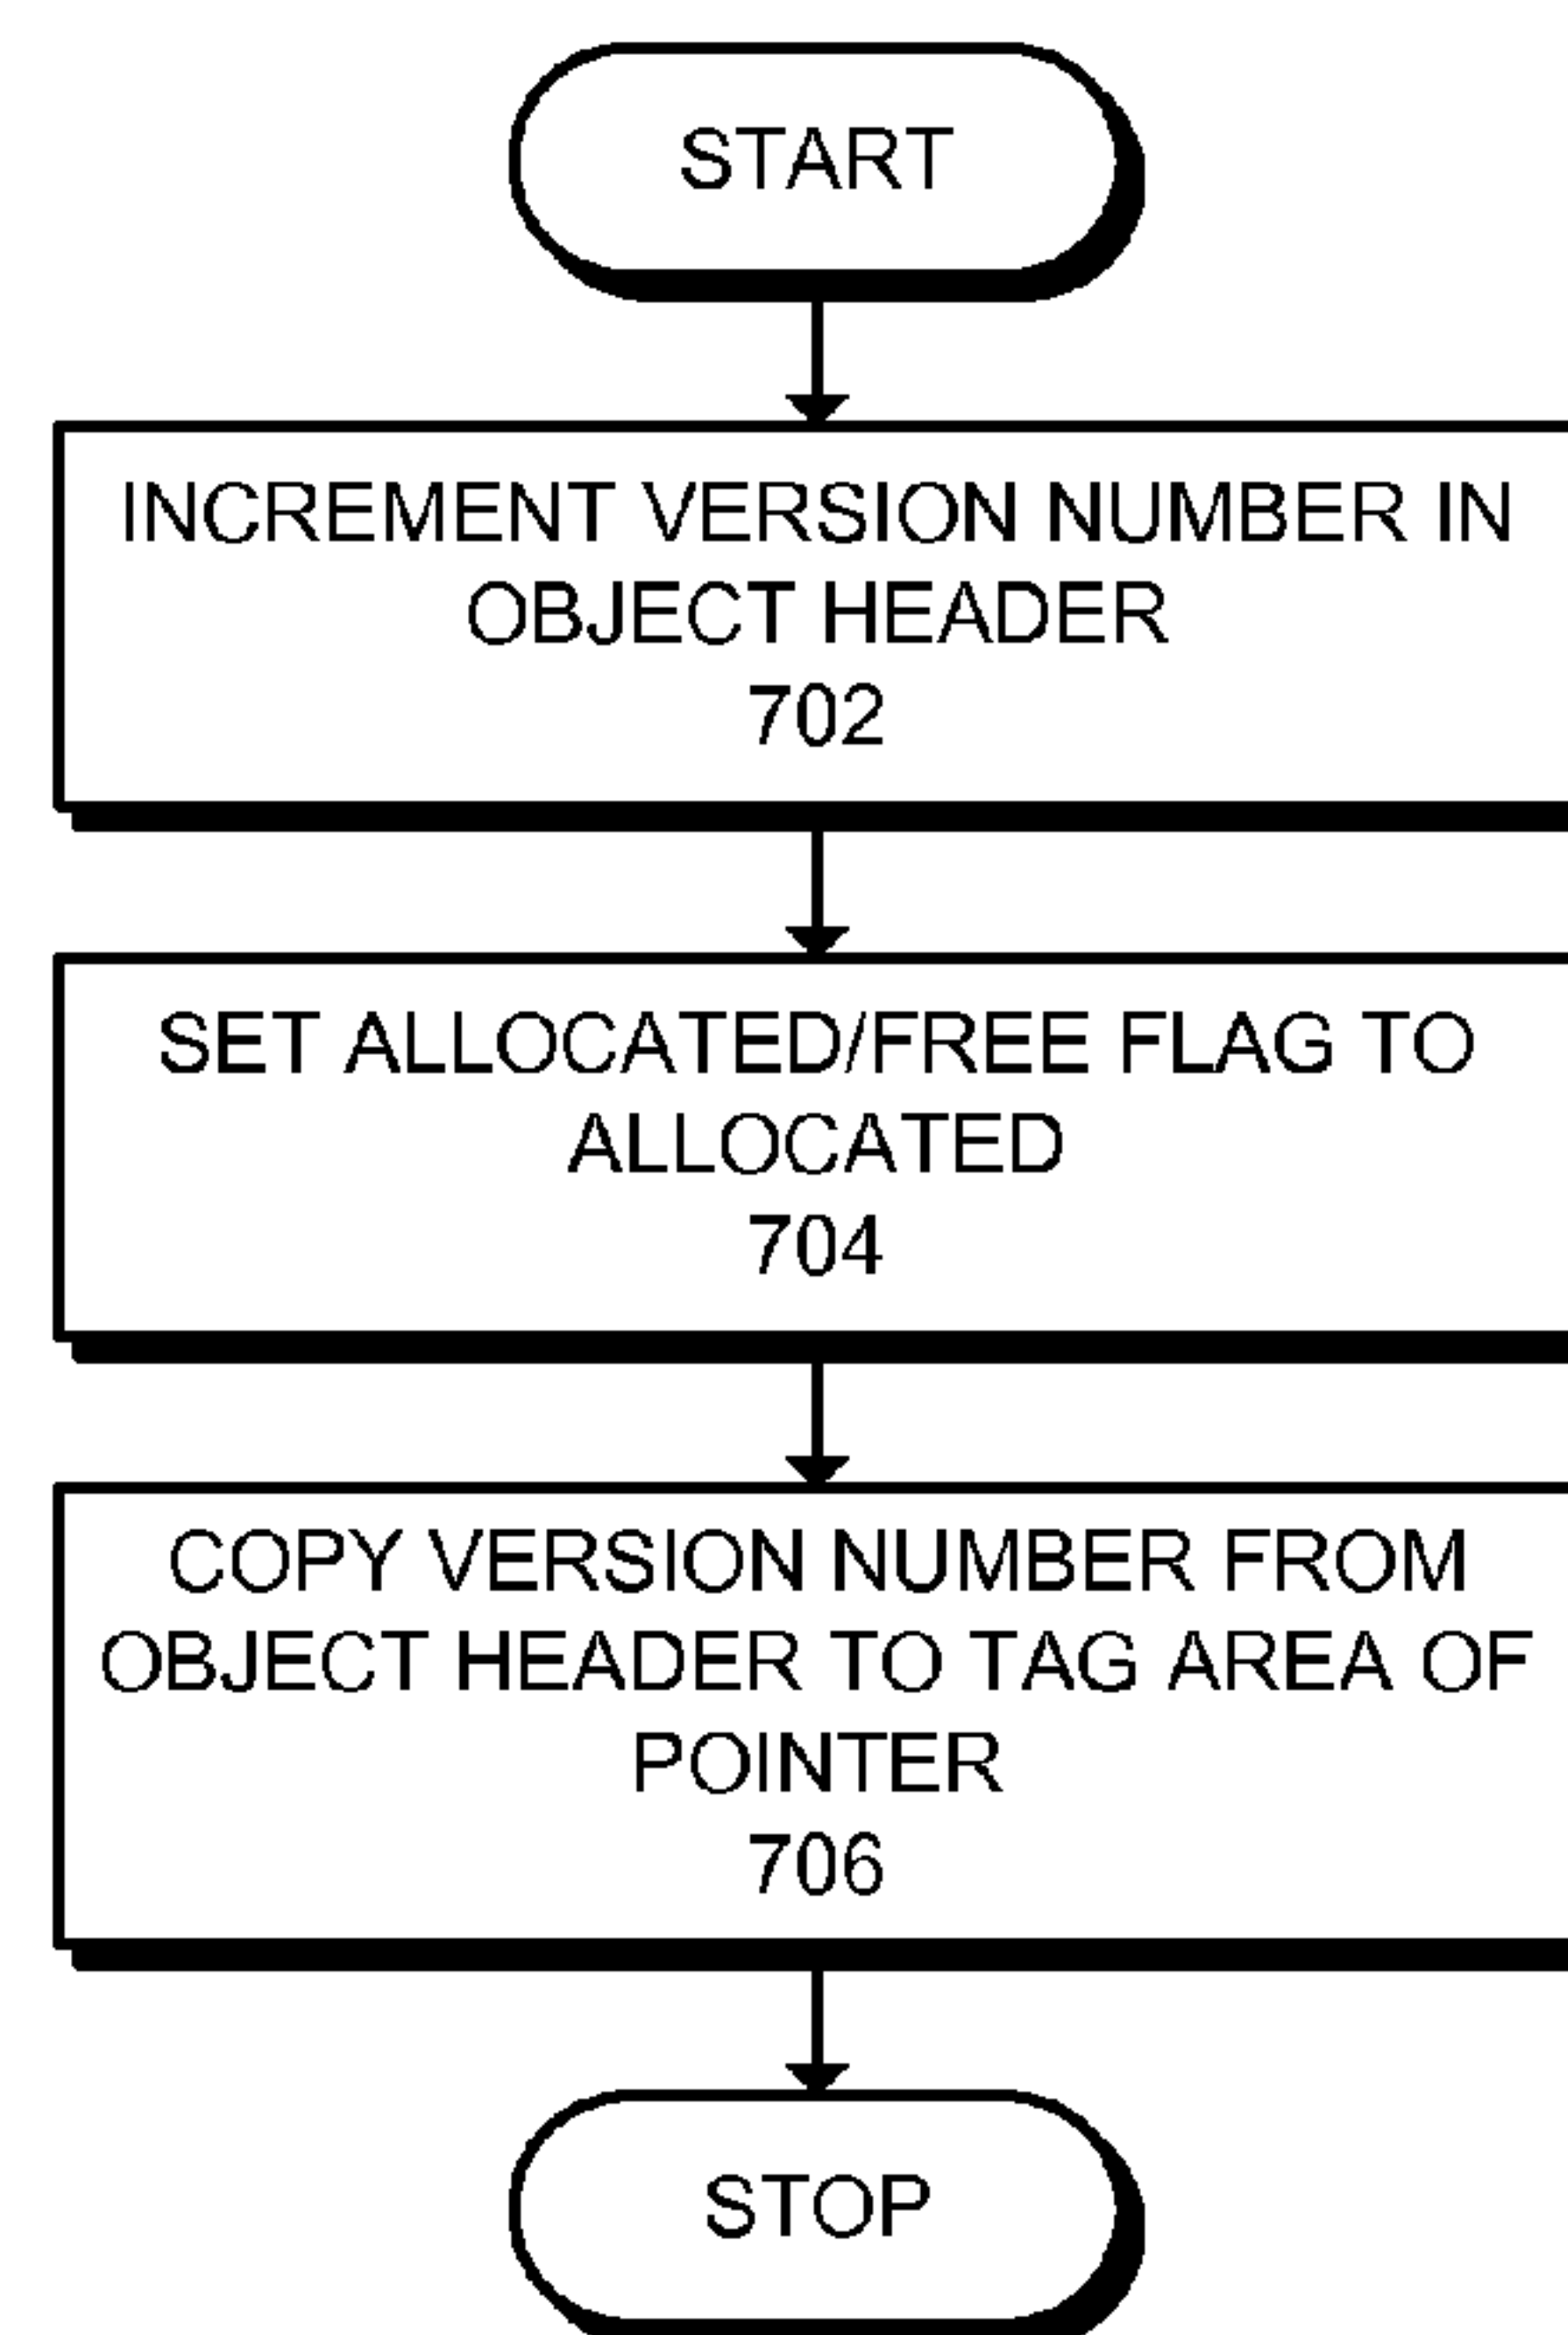 START
INCREMENT VERSION NUMBER IN
OBJECT HEADER
702
SET ALLOCATED/FREE FLAG TO
ALLOCATED
704
COPY VERSION NUMBER FROM
OBJECT HEADER TO TAG AREA OF
POINTER
706
STOP